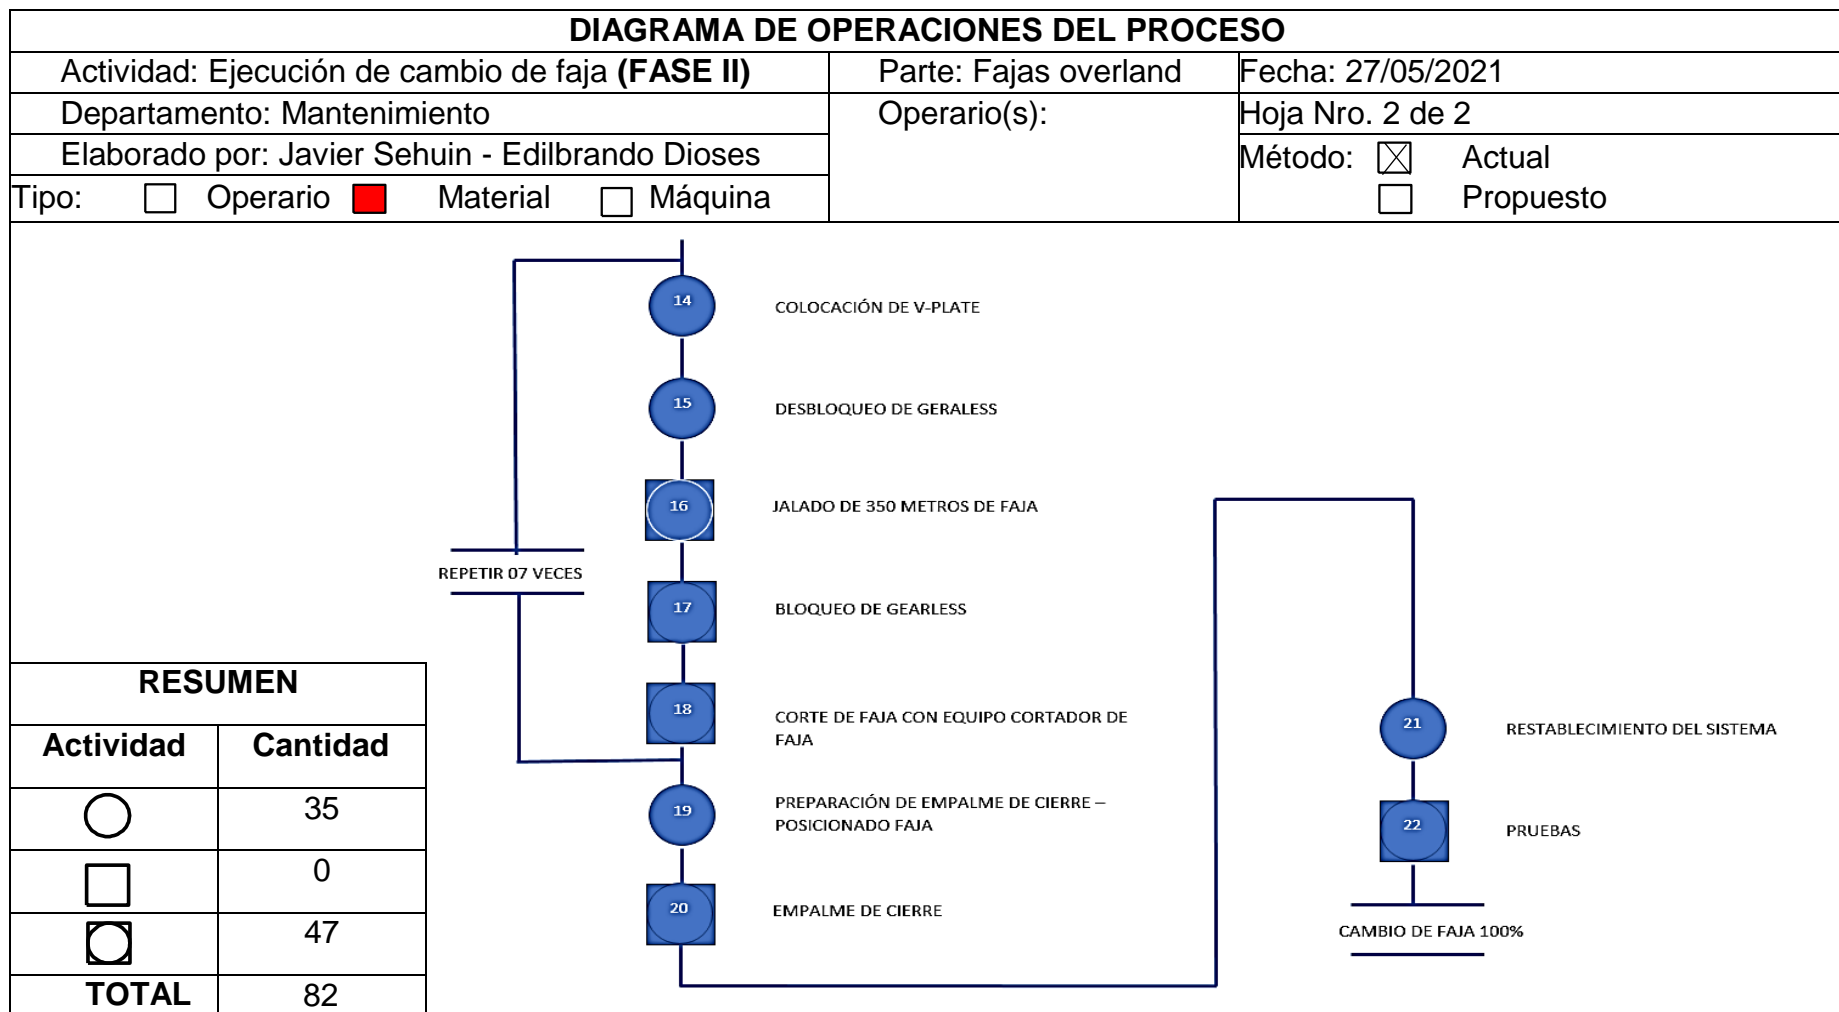 DIAGRAMA DE OPERACIONES DEL PROCESO
Actividad: Ejecución de cambio de faja (FASE II)
Parte: Fajas overland
Fecha: 27/05/2021
Departamento: Mantenimiento
Operario(s):
Hoja Nro. 2 de 2
Elaborado por: Javier Sehuin - Edilbrando Dioses
Método: Actual
Propuesto
Tipo: Operario Material Máquina
14
COLOCACIÓN DE V-PLATE
15
DESBLOQUEO DE GERALESS
16
JALADO DE 350 METROS DE FAJA
REPETIR 07 VECES
17
BLOQUEO DE GEARLESS
18
CORTE DE FAJA CON EQUIPO CORTADOR DE
FAJA
19
PREPARACIÓN DE EMPALME DE CIERRE –
POSICIONADO FAJA
20
EMPALME DE CIERRE
21
RESTABLECIMIENTO DEL SISTEMA
22
PRUEBAS
CAMBIO DE FAJA 100%
RESUMEN
Actividad Cantidad
35
0
47
TOTAL 82